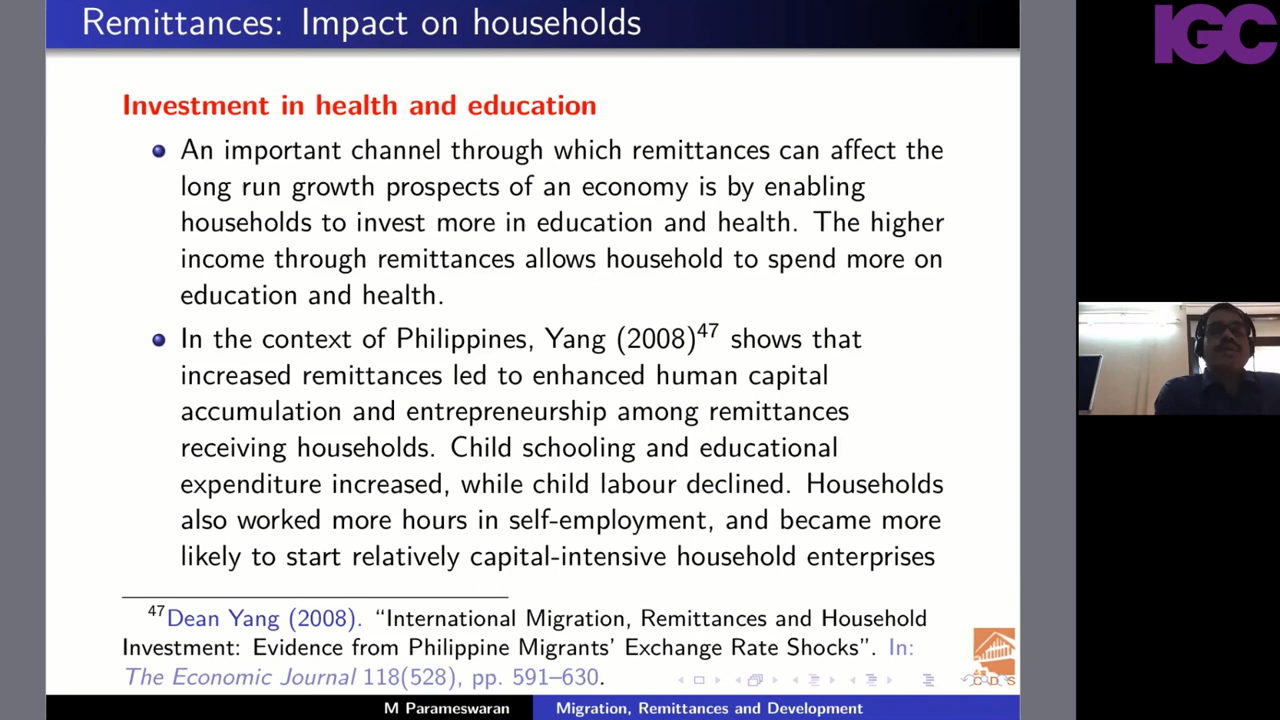 Remittances: Impact on households
IGC
Investment in health and education
An important channel through which remittances can affect the
long run growth prospects of an economy is by enabling
households to invest more in education and health. The higher
income through remittances allows household to spend more on
education and health.
In the context of Philippines, Yang (2008)47 shows that
increased remittances led to enhanced human capital
accumulation and entrepreneurship among remittances
receiving households. Child schooling and educational
expenditure increased, while child labour declined. Households
also worked more hours in self-employment, and became more
likely to start relatively capital-intensive household enterprises
47Dean Yang (2008). “International Migration, Remittances and Household
Investment: Evidence from Philippine Migrants’ Exchange Rate Shocks”. In:
The Economic Journal 118(528), pp. 591–630.
CDS
M Parameswaran
Migration, Remittances and Development